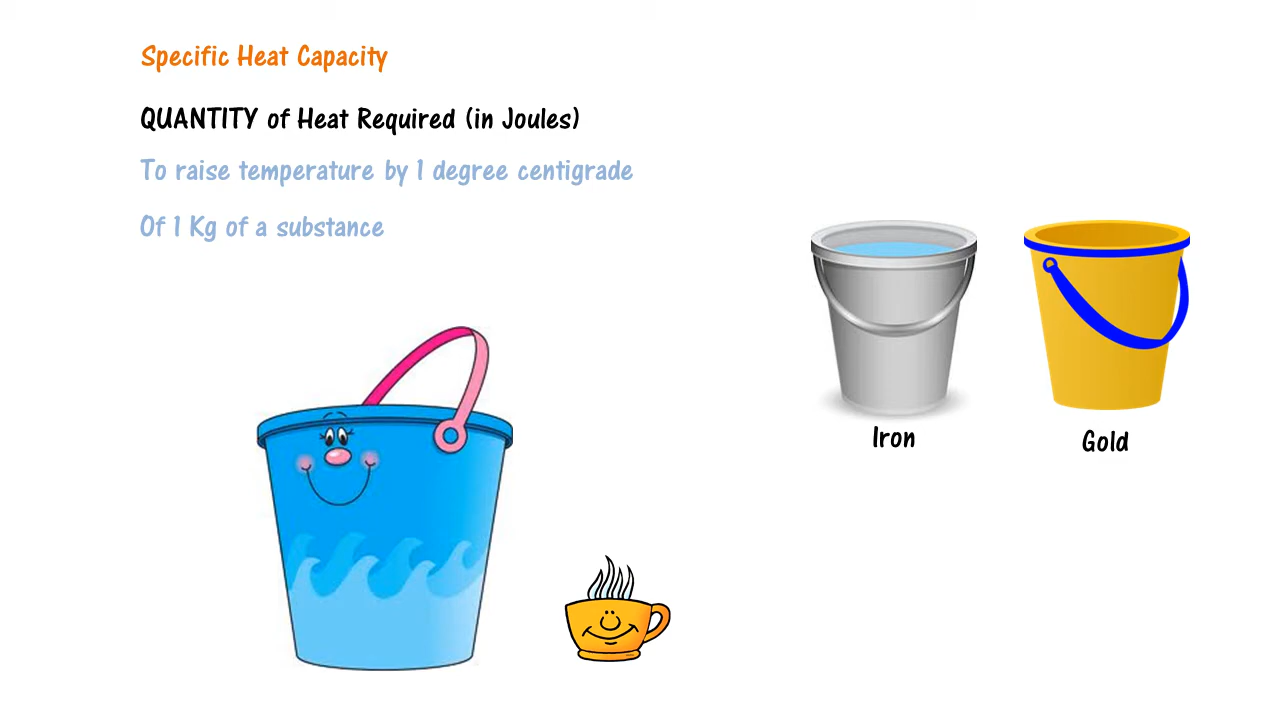 Specific Heat Capacity
QUANTITY of Heat Required (in Joules)
To raise temperature by 1 degree centigrade
Of 1 Kg of a substance
Iron
Gold